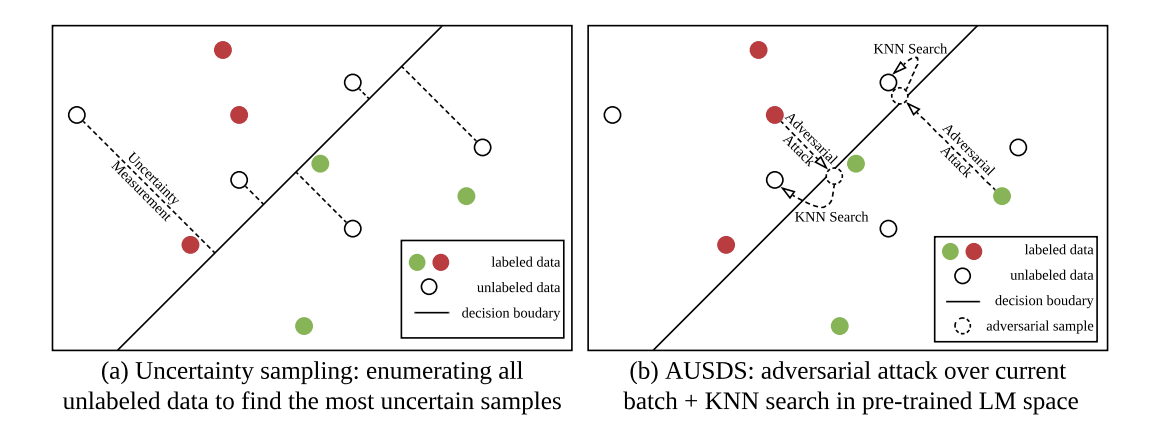 Uncertainty
Measurement
labeled data
unlabeled data
decision boudary
(a) Uncertainty sampling: enumerating all
unlabeled data to find the most uncertain samples
KNN Search
Adversarial
Attack
Adversarial
Attack
KNN Search
labeled data
unlabeled data
decision boudary
adversarial sample
(b) AUSDS: adversarial attack over current
batch + KNN search in pre-trained LM space